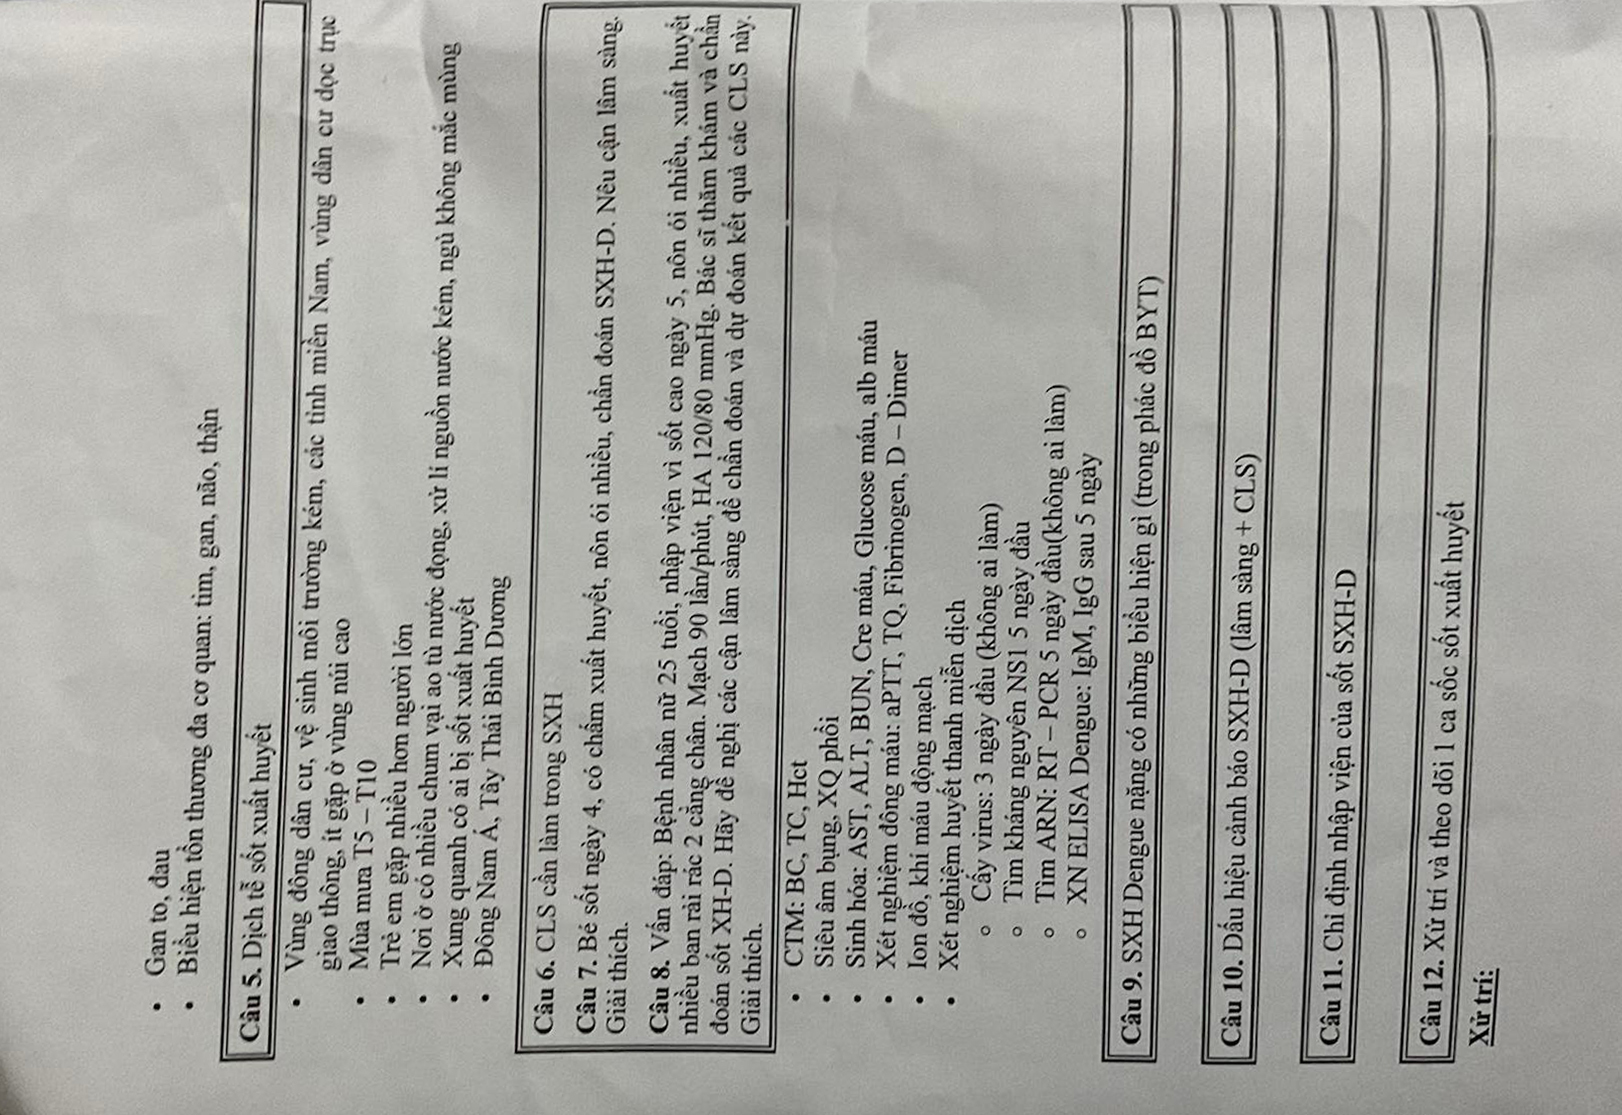 • Gan to, đau
• Biểu hiện tổn thương đa cơ quan: tim, gan, não, thận
Câu 5. Dịch tễ sốt xuất huyết
• Vùng đông dân cư, vệ sinh môi trường kém, các tỉnh miền Nam, vùng dân cư dọc trục
giao thông, ít gặp ở vùng núi cao
• Mùa mưa T5 – T10
• Trẻ em gặp nhiều hơn người lớn
• Nơi ở có nhiều chum vại ao tù nước đọng, xử lí nguồn nước kém, ngủ không mắc mùng
• Xung quanh có ai bị sốt xuất huyết
• Đông Nam Á, Tây Thái Bình Dương
Câu 6. CLS cần làm trong SXH
Câu 7. Bé sốt ngày 4, có chấm xuất huyết, nôn ói nhiều, chẩn đoán SXH-D. Nêu cận lâm sàng.
Giải thích.
Câu 8. Vấn đáp: Bệnh nhân nữ 25 tuổi, nhập viện vì sốt cao ngày 5, nôn ói nhiều, xuất huyết
nhiều ban rải rác 2 cẳng chân. Mạch 90 lần/phút, HA 120/80 mmHg. Bác sĩ thăm khám và chẩn
đoán sốt XH-D. Hãy đề nghị các cận lâm sàng để chẩn đoán và dự đoán kết quả các CLS này.
Giải thích.
• CTM: BC, TC, Hct
• Siêu âm bụng, XQ phổi
• Sinh hóa: AST, ALT, BUN, Cre máu, Glucose máu, alb máu
• Xét nghiệm đông máu: aPTT, TQ, Fibrinogen, D – Dimer
• Ion đồ, khí máu động mạch
• Xét nghiệm huyết thanh miễn dịch
o Cấy virus: 3 ngày đầu (không ai làm)
o Tìm kháng nguyên NS1 5 ngày đầu
o Tìm ARN: RT – PCR 5 ngày đầu(không ai làm)
o XN ELISA Dengue: IgM, IgG sau 5 ngày
Câu 9. SXH Dengue nặng có những biểu hiện gì (trong phác đồ BYT)
Câu 10. Dấu hiệu cảnh báo SXH-D (lâm sàng + CLS)
Câu 11. Chỉ định nhập viện của sốt SXH-D
Câu 12. Xử trí và theo dõi 1 ca sốc sốt xuất huyết
Xử trí: